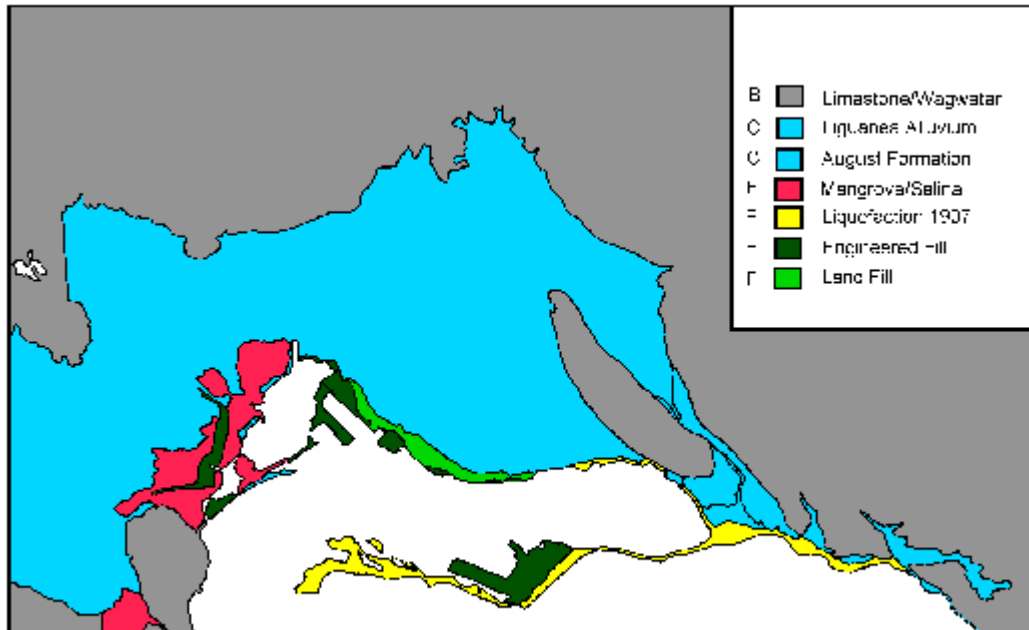 B Limestone/Wagwater
C Liguanea Alluvium
C August Formation
Mangrove/Salina
Liquefaction 1907
Engineered Fill
Land Fill